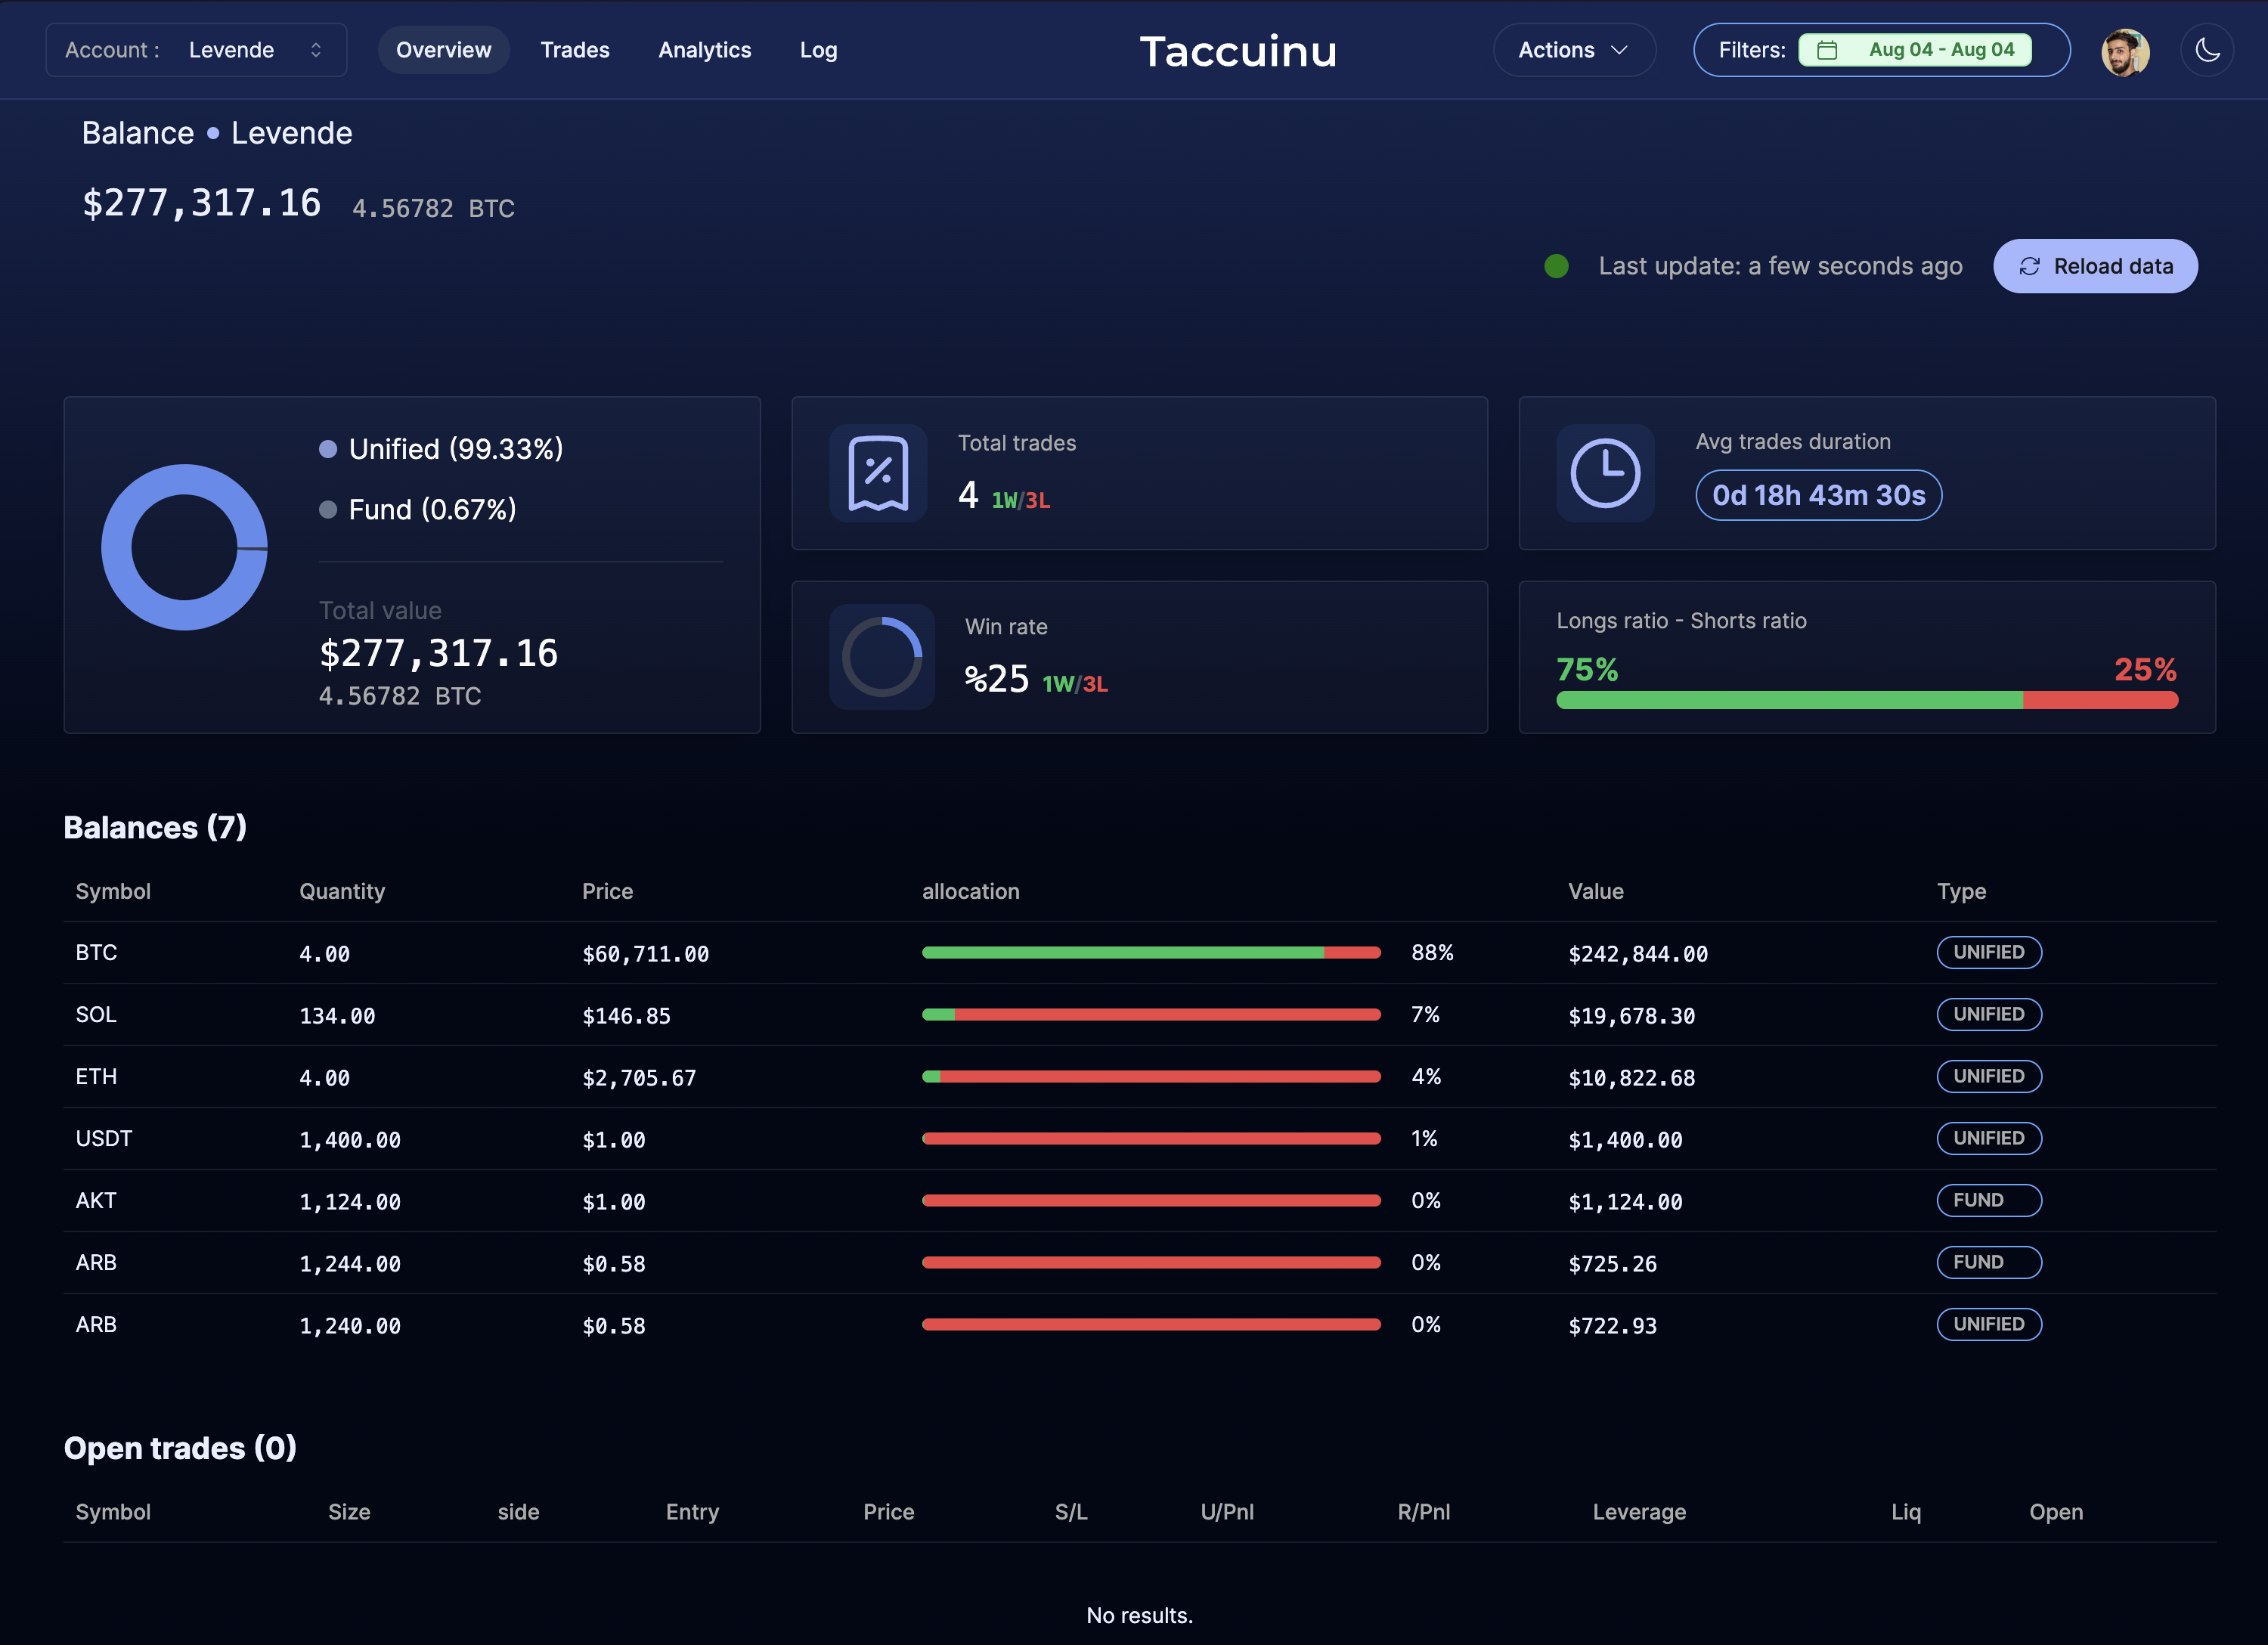 Account : Levende Overview Trades Analytics Log Taccuinu Actions Filters: Aug 04 - Aug 04
Balance • Levende
$277,317.16 4.56782 BTC
Last update: a few seconds ago Reload data
Unified (99.33%)
Fund (0.67%)
Total value
$277,317.16
4.56782 BTC
Total trades
4 1W/3L
Avg trades duration
0d 18h 43m 30s
Win rate
%25 1W/3L
Longs ratio - Shorts ratio
75% 25%
Balances (7)
Symbol Quantity Price allocation Value Type
BTC 4.00 $60,711.00 88% $242,844.00 UNIFIED
SOL 134.00 $146.85 7% $19,678.30 UNIFIED
ETH 4.00 $2,705.67 4% $10,822.68 UNIFIED
USDT 1,400.00 $1.00 1% $1,400.00 UNIFIED
AKT 1,124.00 $1.00 0% $1,124.00 FUND
ARB 1,244.00 $0.58 0% $725.26 FUND
ARB 1,240.00 $0.58 0% $722.93 UNIFIED
Open trades (0)
Symbol Size side Entry Price S/L U/Pnl R/Pnl Leverage Liq Open
No results.